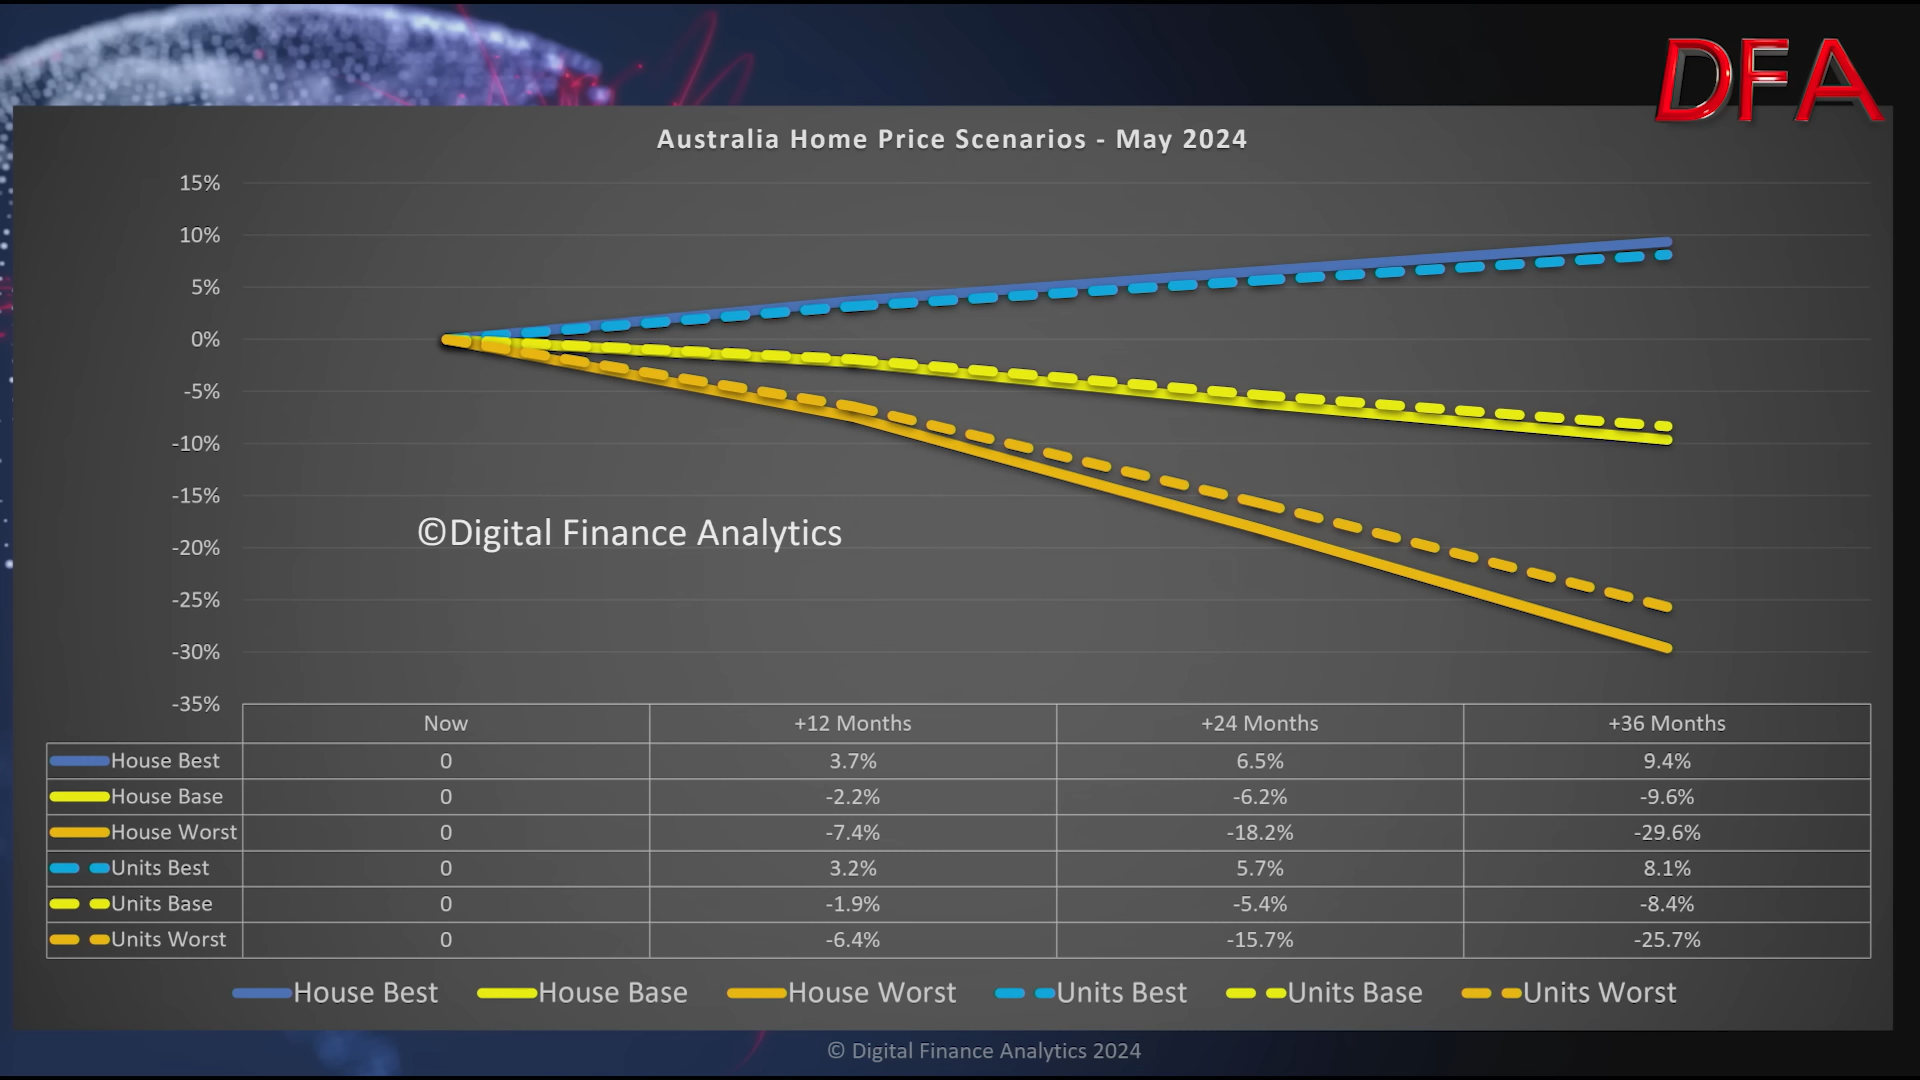 DFA
Australia Home Price Scenarios - May 2024
15%
10%
5%
0%
-5%
-10%
-15%
-20%
-25%
-30%
-35%
©Digital Finance Analytics
Now +12 Months +24 Months +36 Months
House Best 0 3.7% 6.5% 9.4%
House Base 0 -2.2% -6.2% -9.6%
House Worst 0 -7.4% -18.2% -29.6%
Units Best 0 3.2% 5.7% 8.1%
Units Base 0 -1.9% -5.4% -8.4%
Units Worst 0 -6.4% -15.7% -25.7%
House Best House Base House Worst Units Best Units Base Units Worst
© Digital Finance Analytics 2024